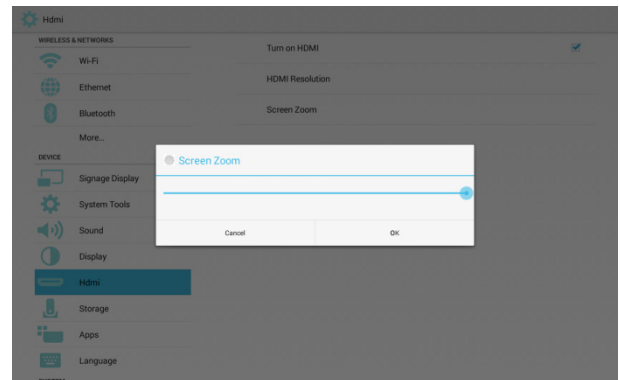 Hdmi
WIRELESS & NETWORKS
Wi-Fi
Ethernet
Bluetooth
More...
DEVICE
Signage Display
System Tools
Sound
Display
Hdmi
Storage
Apps
Language
Turn on HDMI
HDMI Resolution
Screen Zoom
Screen Zoom
Cancel
OK